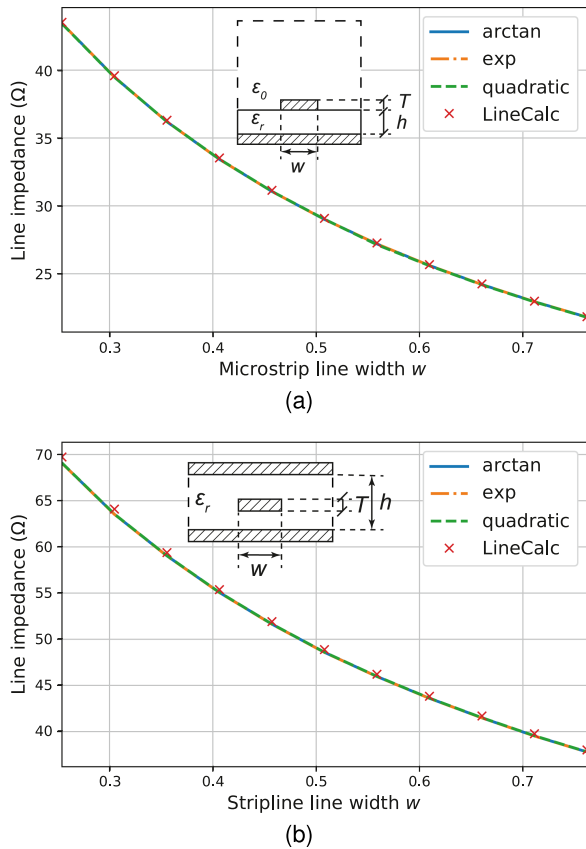 40
35
30
25
Line impedance (Ω)
ε0
εr
T
h
w
arctan
exp
quadratic
LineCalc
0.3 0.4 0.5 0.6 0.7
Microstrip line width w
(a)
70
65
60
55
50
45
40
Line impedance (Ω)
εr
T h
w
arctan
exp
quadratic
LineCalc
0.3 0.4 0.5 0.6 0.7
Stripline line width w
(b)